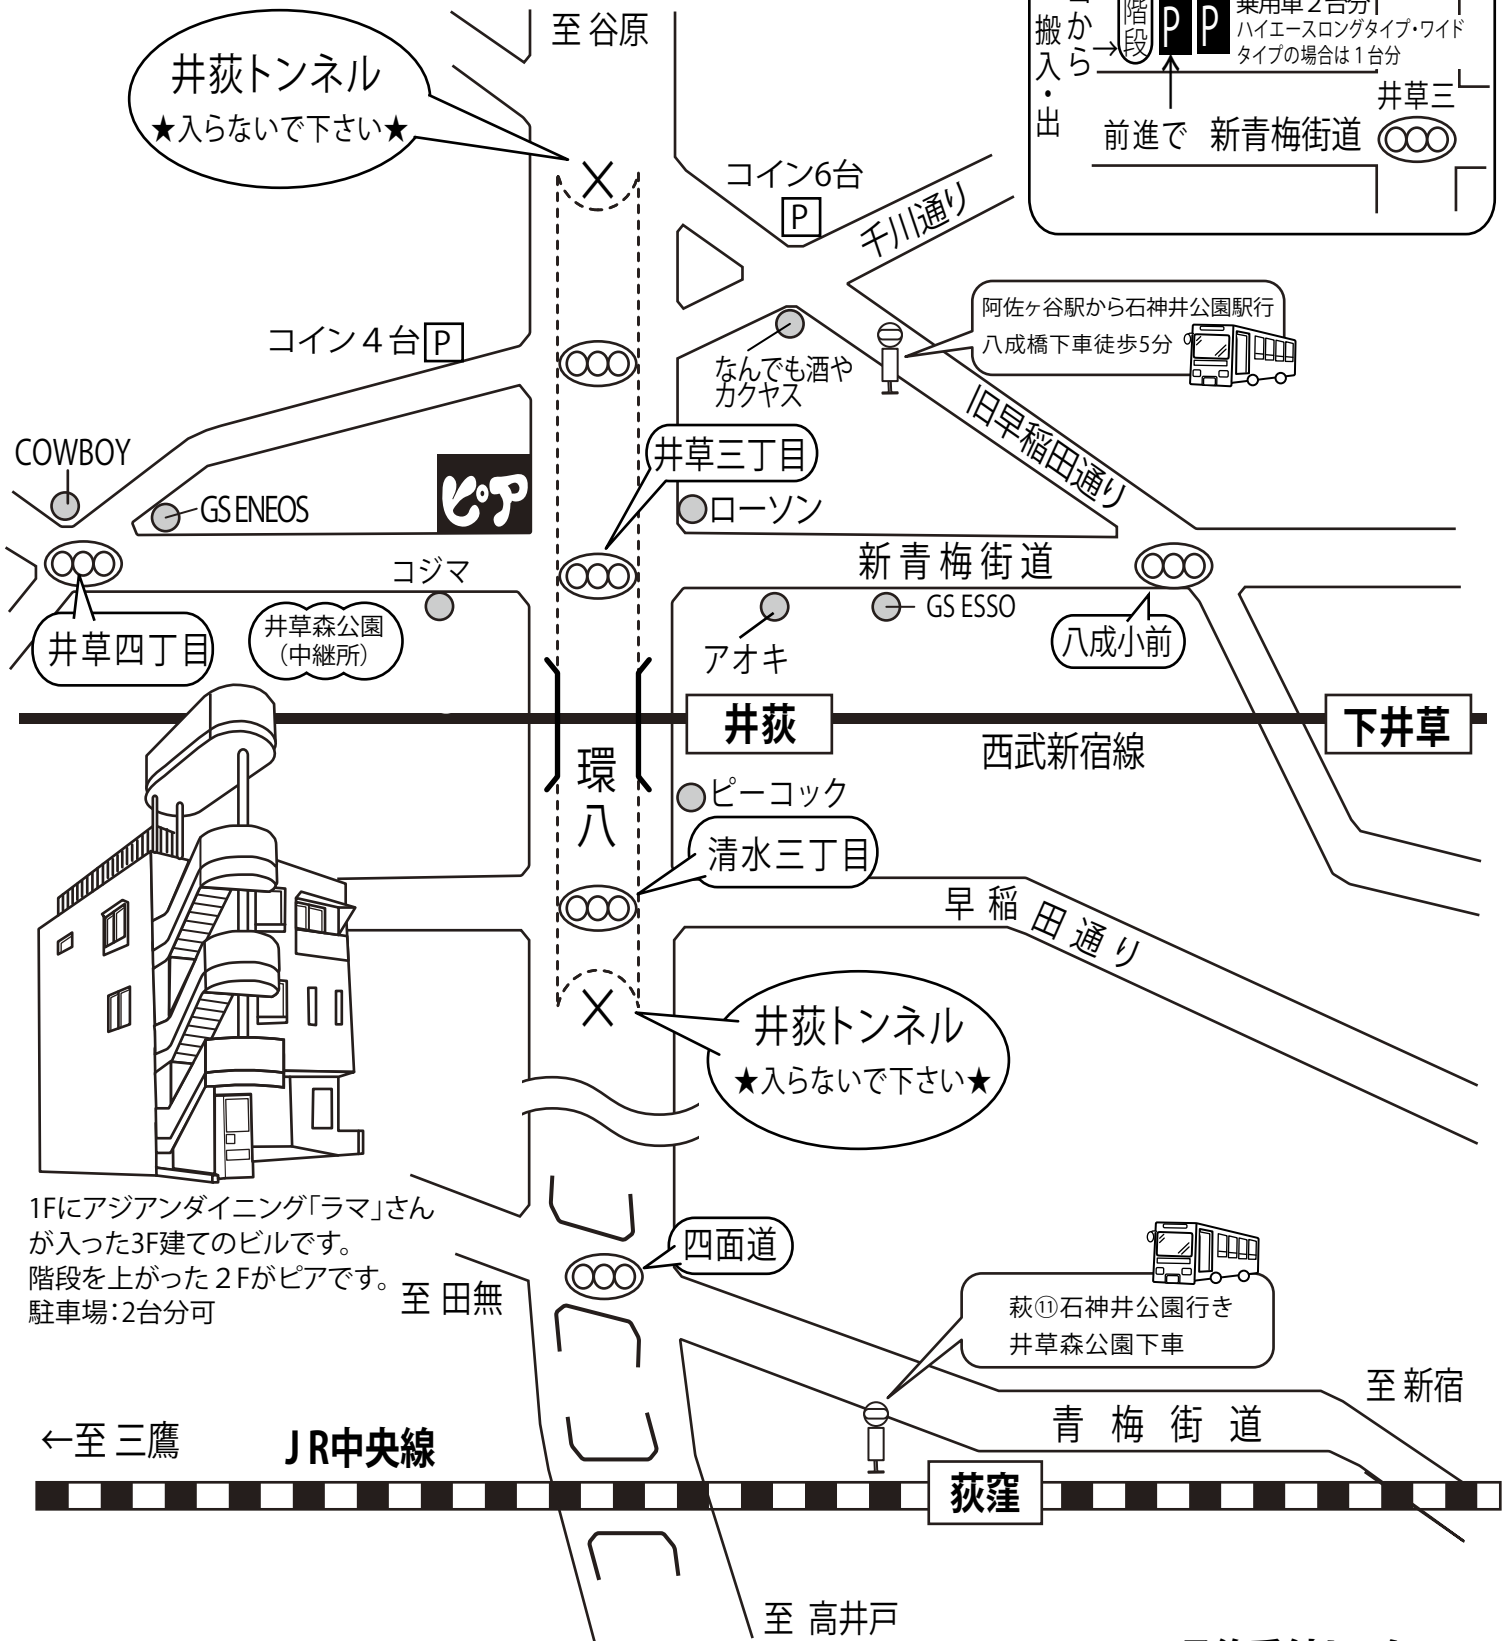 至 谷原
井荻トンネル
★入らないで下さい★
搬入・出
から
→
階段
P P
乗用車2台分
ハイエースロングタイプ・ワイド
タイプの場合は1台分
前進で
新青梅街道
井草三
コイン6台
P
千川通り
阿佐ヶ谷駅から石神井公園駅行
八成橋下車徒歩5分
コイン4台 P
なんでも酒や
カクヤス
旧早稲田通り
COWBOY
GS ENEOS
ピア
井草三丁目
ローソン
新青梅街道
コジマ
井草四丁目
井草森公園
(中継所)
アオキ
GS ESSO
八成小前
井荻
西武新宿線
下井草
環八
ピーコック
清水三丁目
早稲田通り
井荻トンネル
★入らないで下さい★
1Fにアジアンダイニング「ラマ」さん
が入った3F建てのビルです。
階段を上がった2Fがピアです。
駐車場:2台分可
四面道
至 田無
萩⑪石神井公園行き
井草森公園下車
至 新宿
青梅街道
←至 三鷹
JR中央線
荻窪
至 高井戸